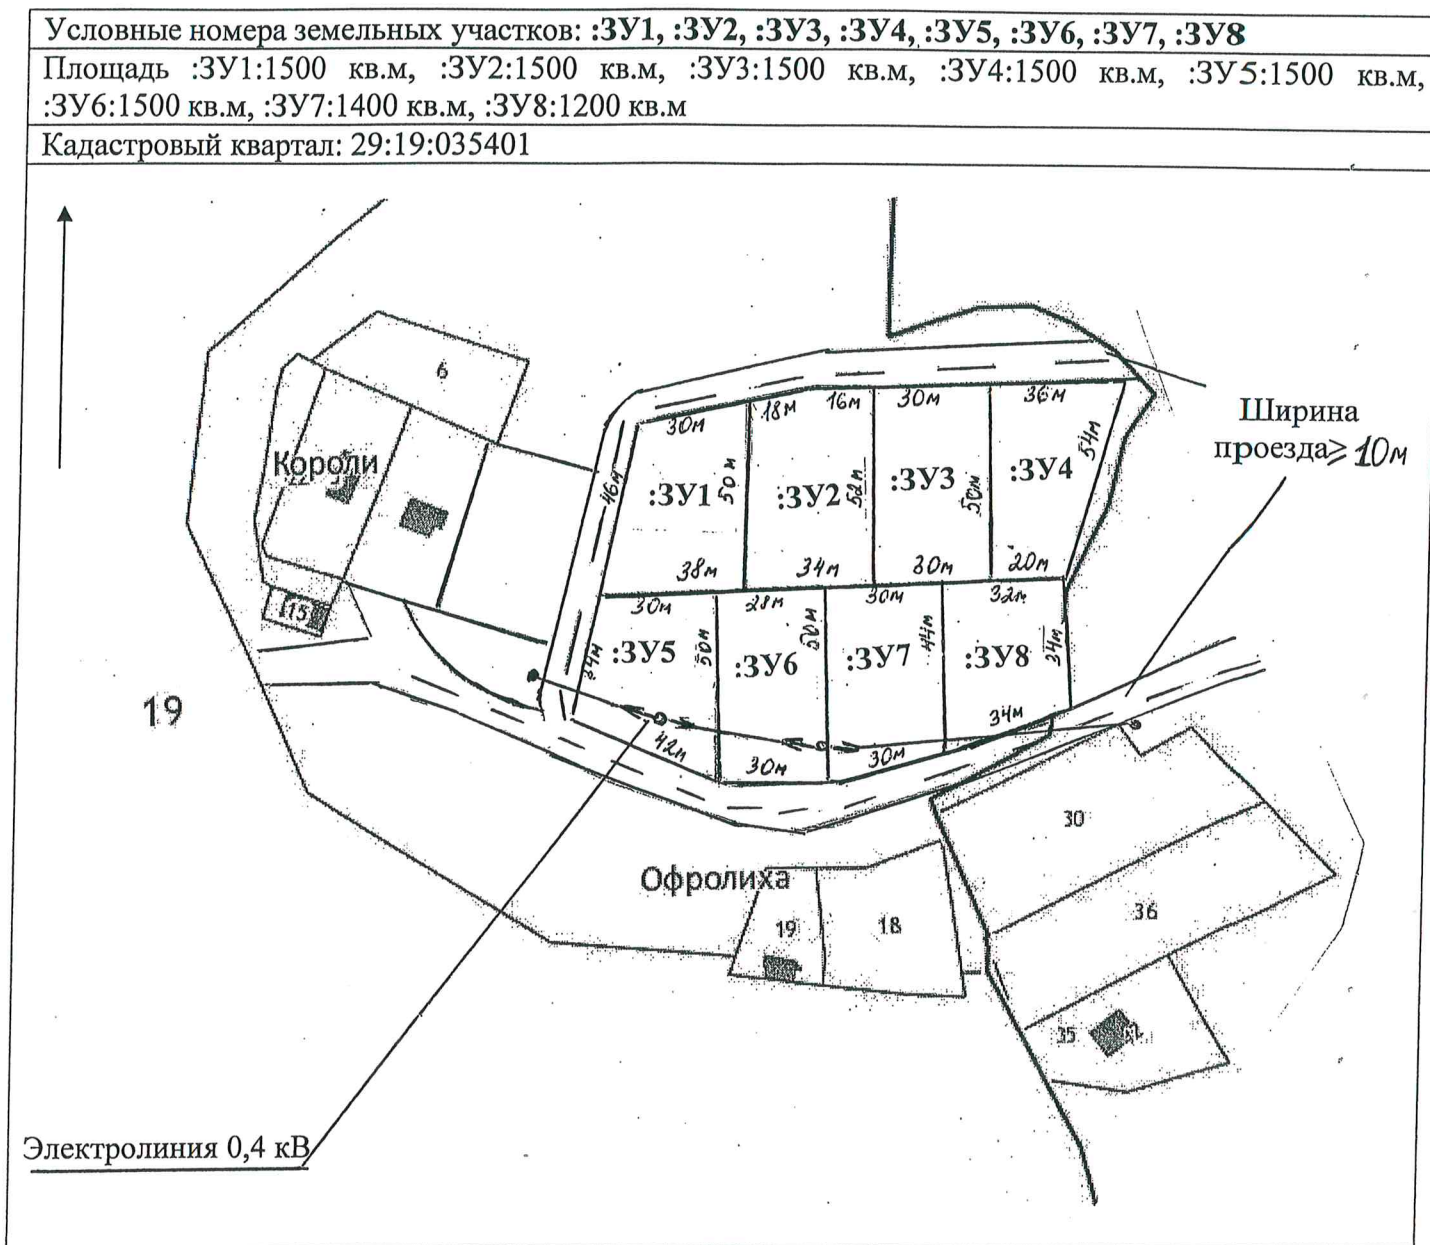 Условные номера земельных участков: :ЗУ1, :ЗУ2, :ЗУ3, :ЗУ4, :ЗУ5, :ЗУ6, :ЗУ7, :ЗУ8
Площадь :ЗУ1:1500 кв.м, :ЗУ2:1500 кв.м, :ЗУ3:1500 кв.м, :ЗУ4:1500 кв.м, :ЗУ5:1500 кв.м,
:ЗУ6:1500 кв.м, :ЗУ7:1400 кв.м, :ЗУ8:1200 кв.м
Кадастровый квартал: 29:19:035401
6
Короли
15
19
30м
18м
16м
30м
36м
Ширина
проезда≥10м
46м
:ЗУ1
50м
:ЗУ2
52м
:ЗУ3
50м
:ЗУ4
54м
38м
34м
30м
20м
30м
28м
30м
32м
34м
:ЗУ5
50м
:ЗУ6
50м
:ЗУ7
44м
:ЗУ8
34м
42м
30м
30м
34м
Офролиха
19
18
30
36
35
Электролиния 0,4 кВ